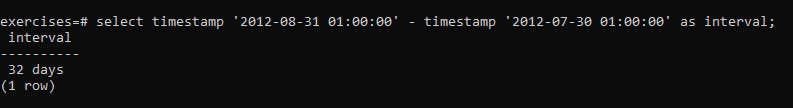 exercises=# select timestamp '2012-08-31 01:00:00' - timestamp '2012-07-30 01:00:00' as interval;
 interval
----------
 32 days
(1 row)